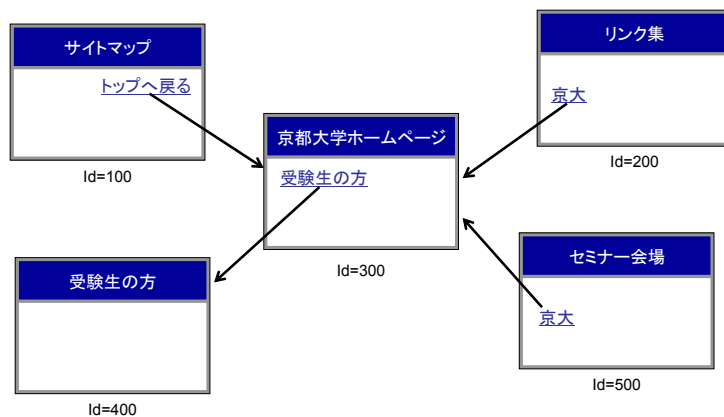 サイトマップ
トップへ戻る
Id=100
リンク集
京大
Id=200
京都大学ホームページ
受験生の方
Id=300
受験生の方
Id=400
セミナー会場
京大
Id=500